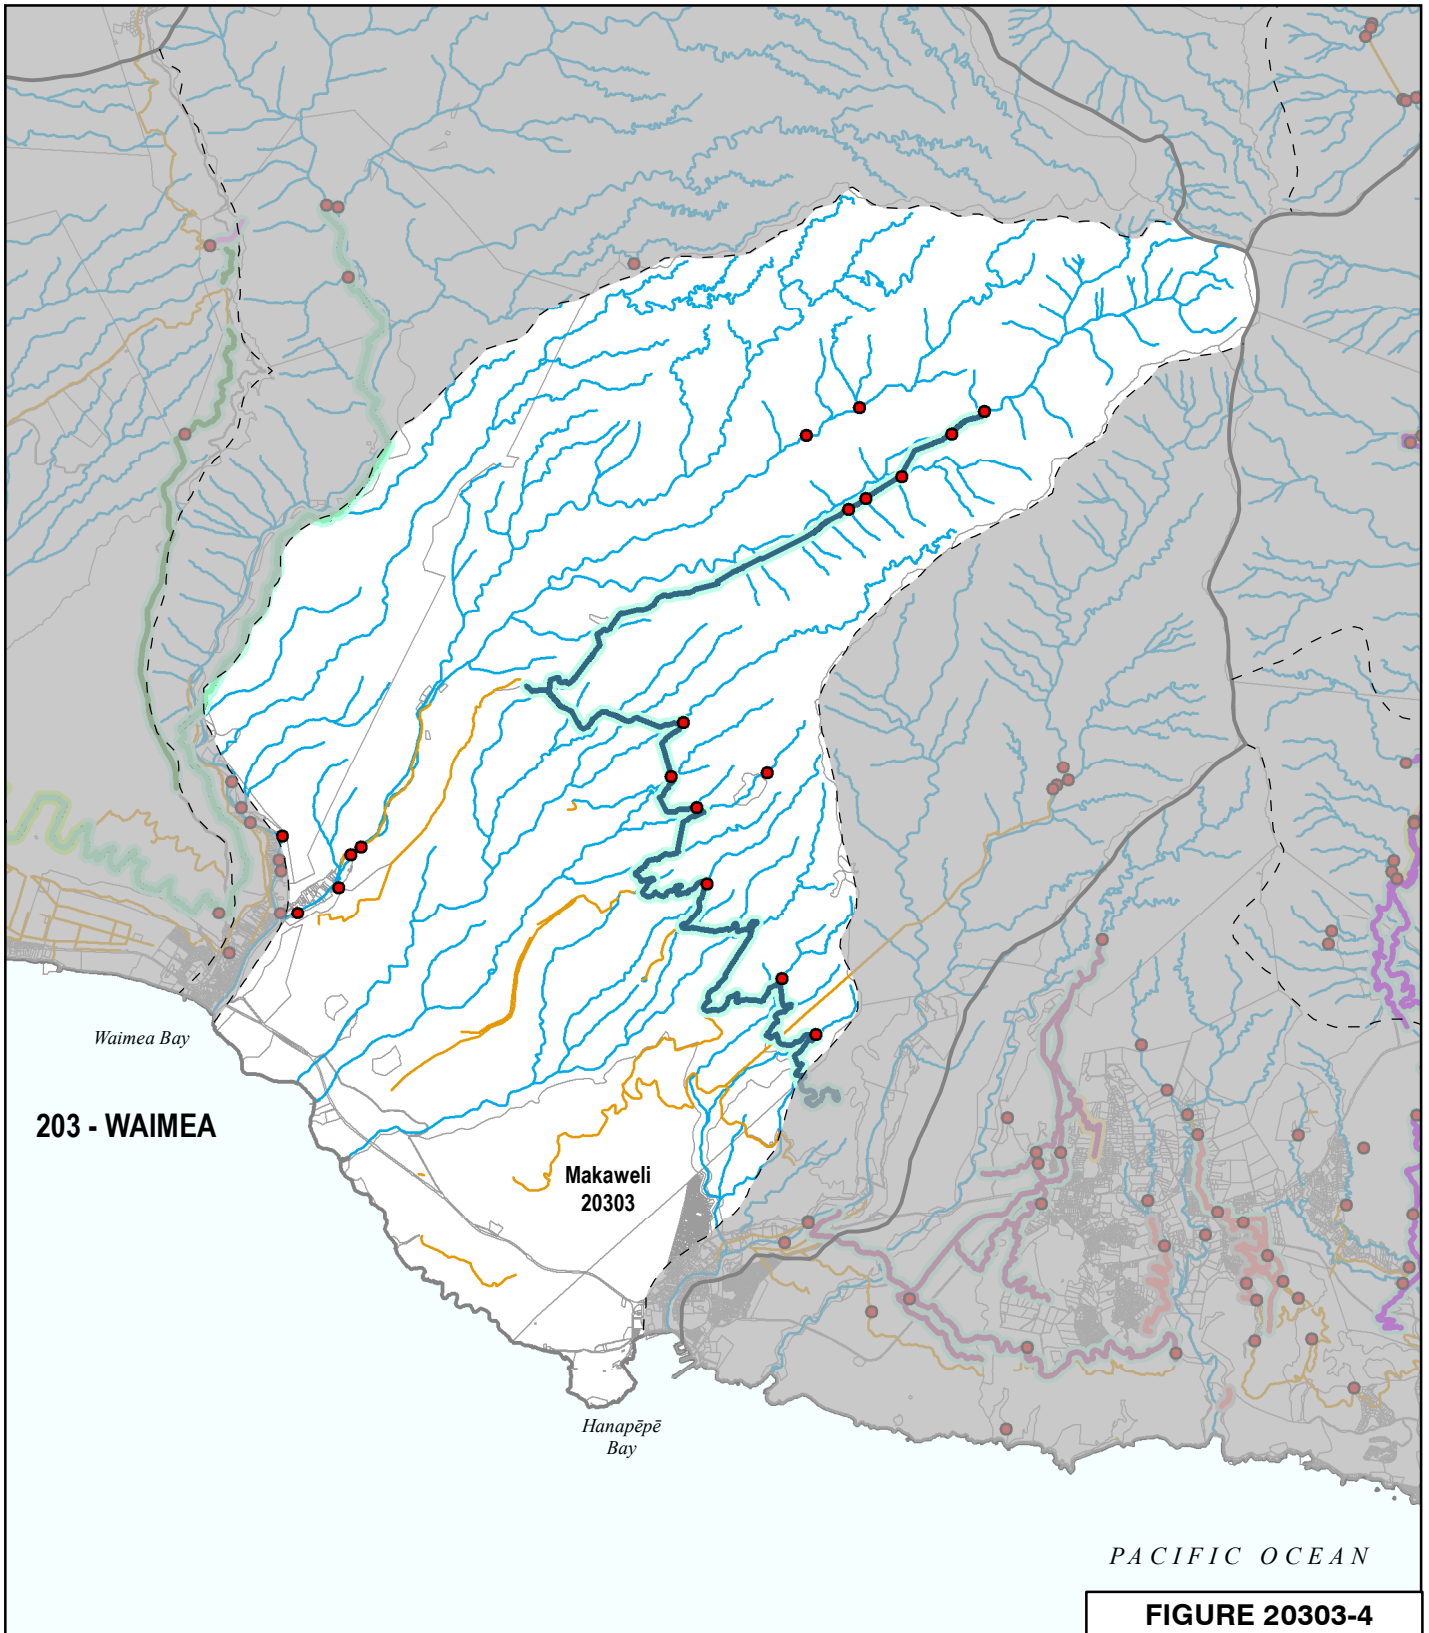 Waimea Bay
203 - WAIMEA
Makaweli
20303
Hanapēpē
Bay
PACIFIC OCEAN
FIGURE 20303-4